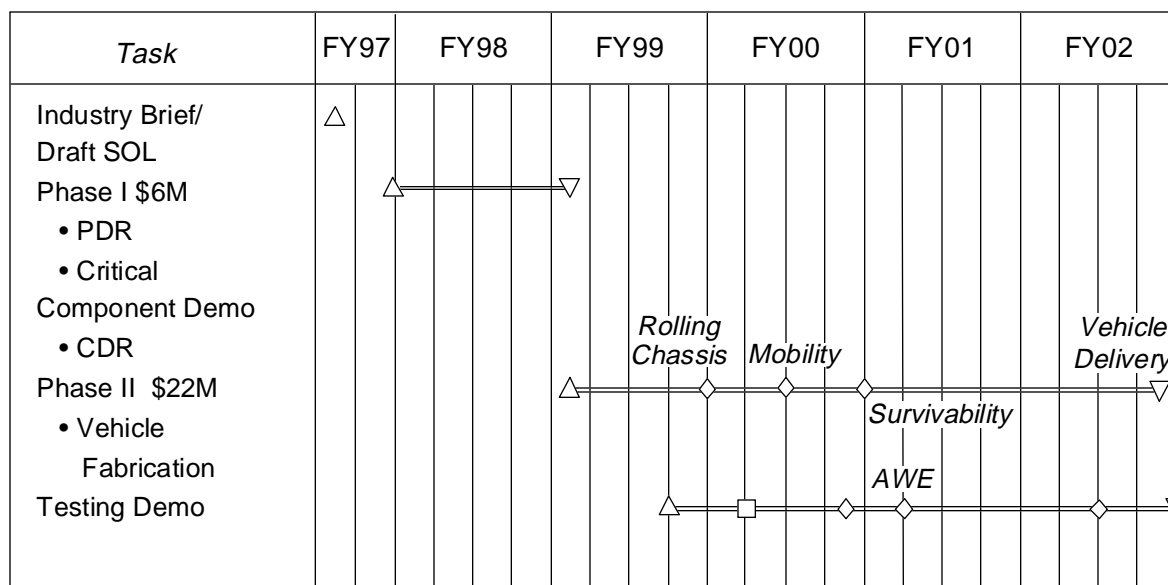 Task FY97 FY98 FY99 FY00 FY01 FY02
Industry Brief/
Draft SOL
Phase I $6M
• PDR
• Critical
Component Demo
• CDR
Rolling
Chassis
Mobility
Vehicle
Delivery
Phase II $22M
Survivability
• Vehicle
Fabrication
AWE
Testing Demo